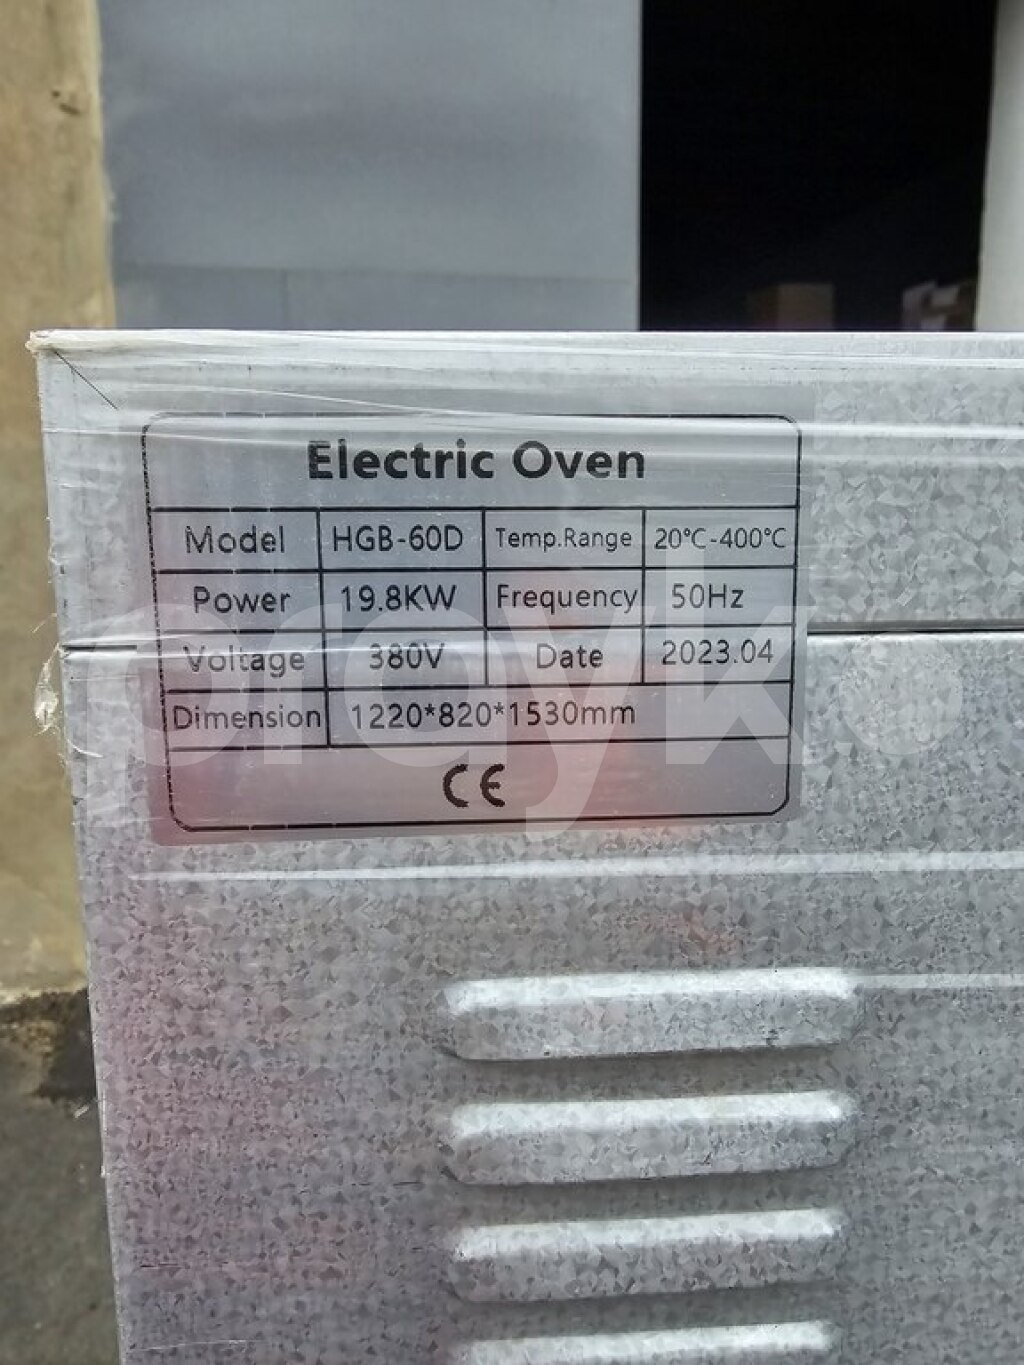 Electric Oven
Model HGB-60D Temp.Range 20°C-400°C
Power 19.8KW Frequency 50Hz
Voltage 380V Date 2023.04
Dimension 1220*820*1530mm
CE